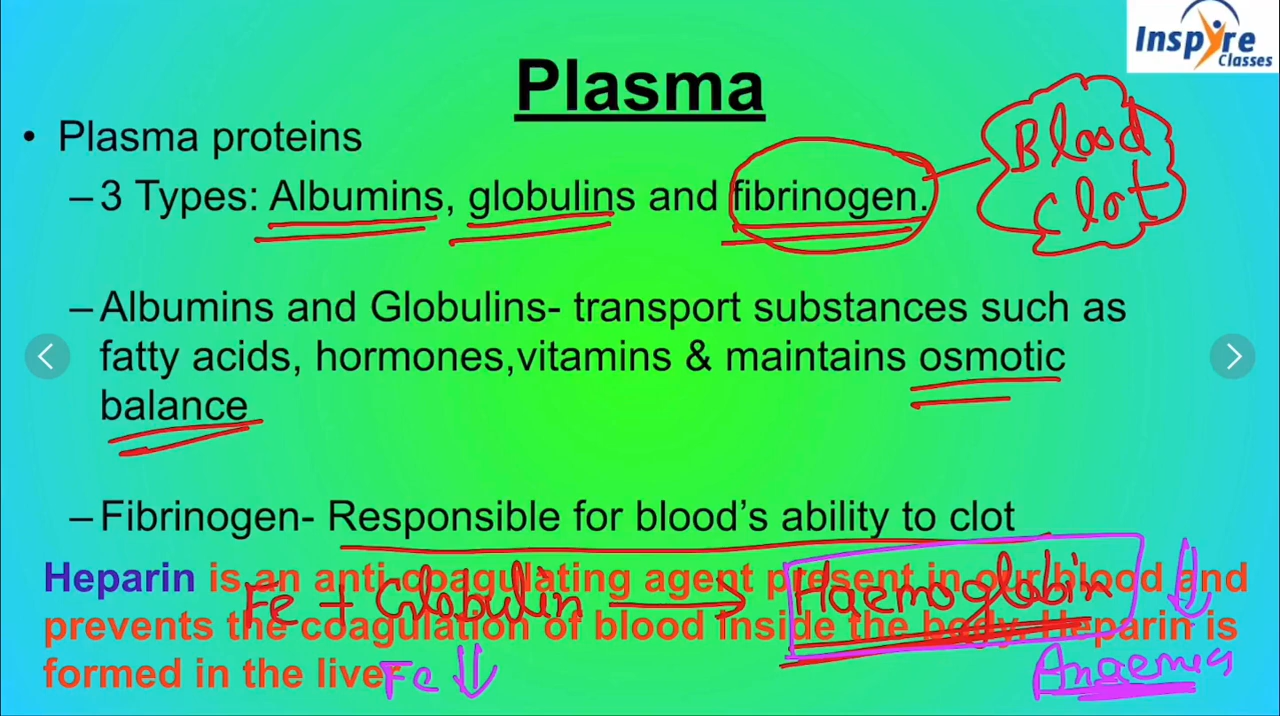 Inspire
Classes
Plasma
• Plasma proteins
–3 Types: Albumins, globulins and fibrinogen.
Blood
Clot
–Albumins and Globulins- transport substances such as
fatty acids, hormones,vitamins & maintains osmotic
balance
–Fibrinogen- Responsible for blood’s ability to clot
Heparin is an anti coagulating agent present in our blood and
Fe + Globulin → Haemoglobin ↓
prevents the coagulation of blood inside the body. Heparin is
formed in the liver
Fe ↓
Anaemia